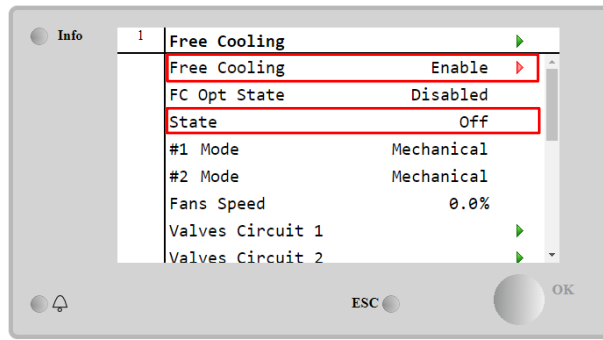 Info
1 Free Cooling
Free Cooling Enable
FC Opt State Disabled
State Off
#1 Mode Mechanical
#2 Mode Mechanical
Fans Speed 0.0%
Valves Circuit 1
Valves Circuit 2
ESC
OK